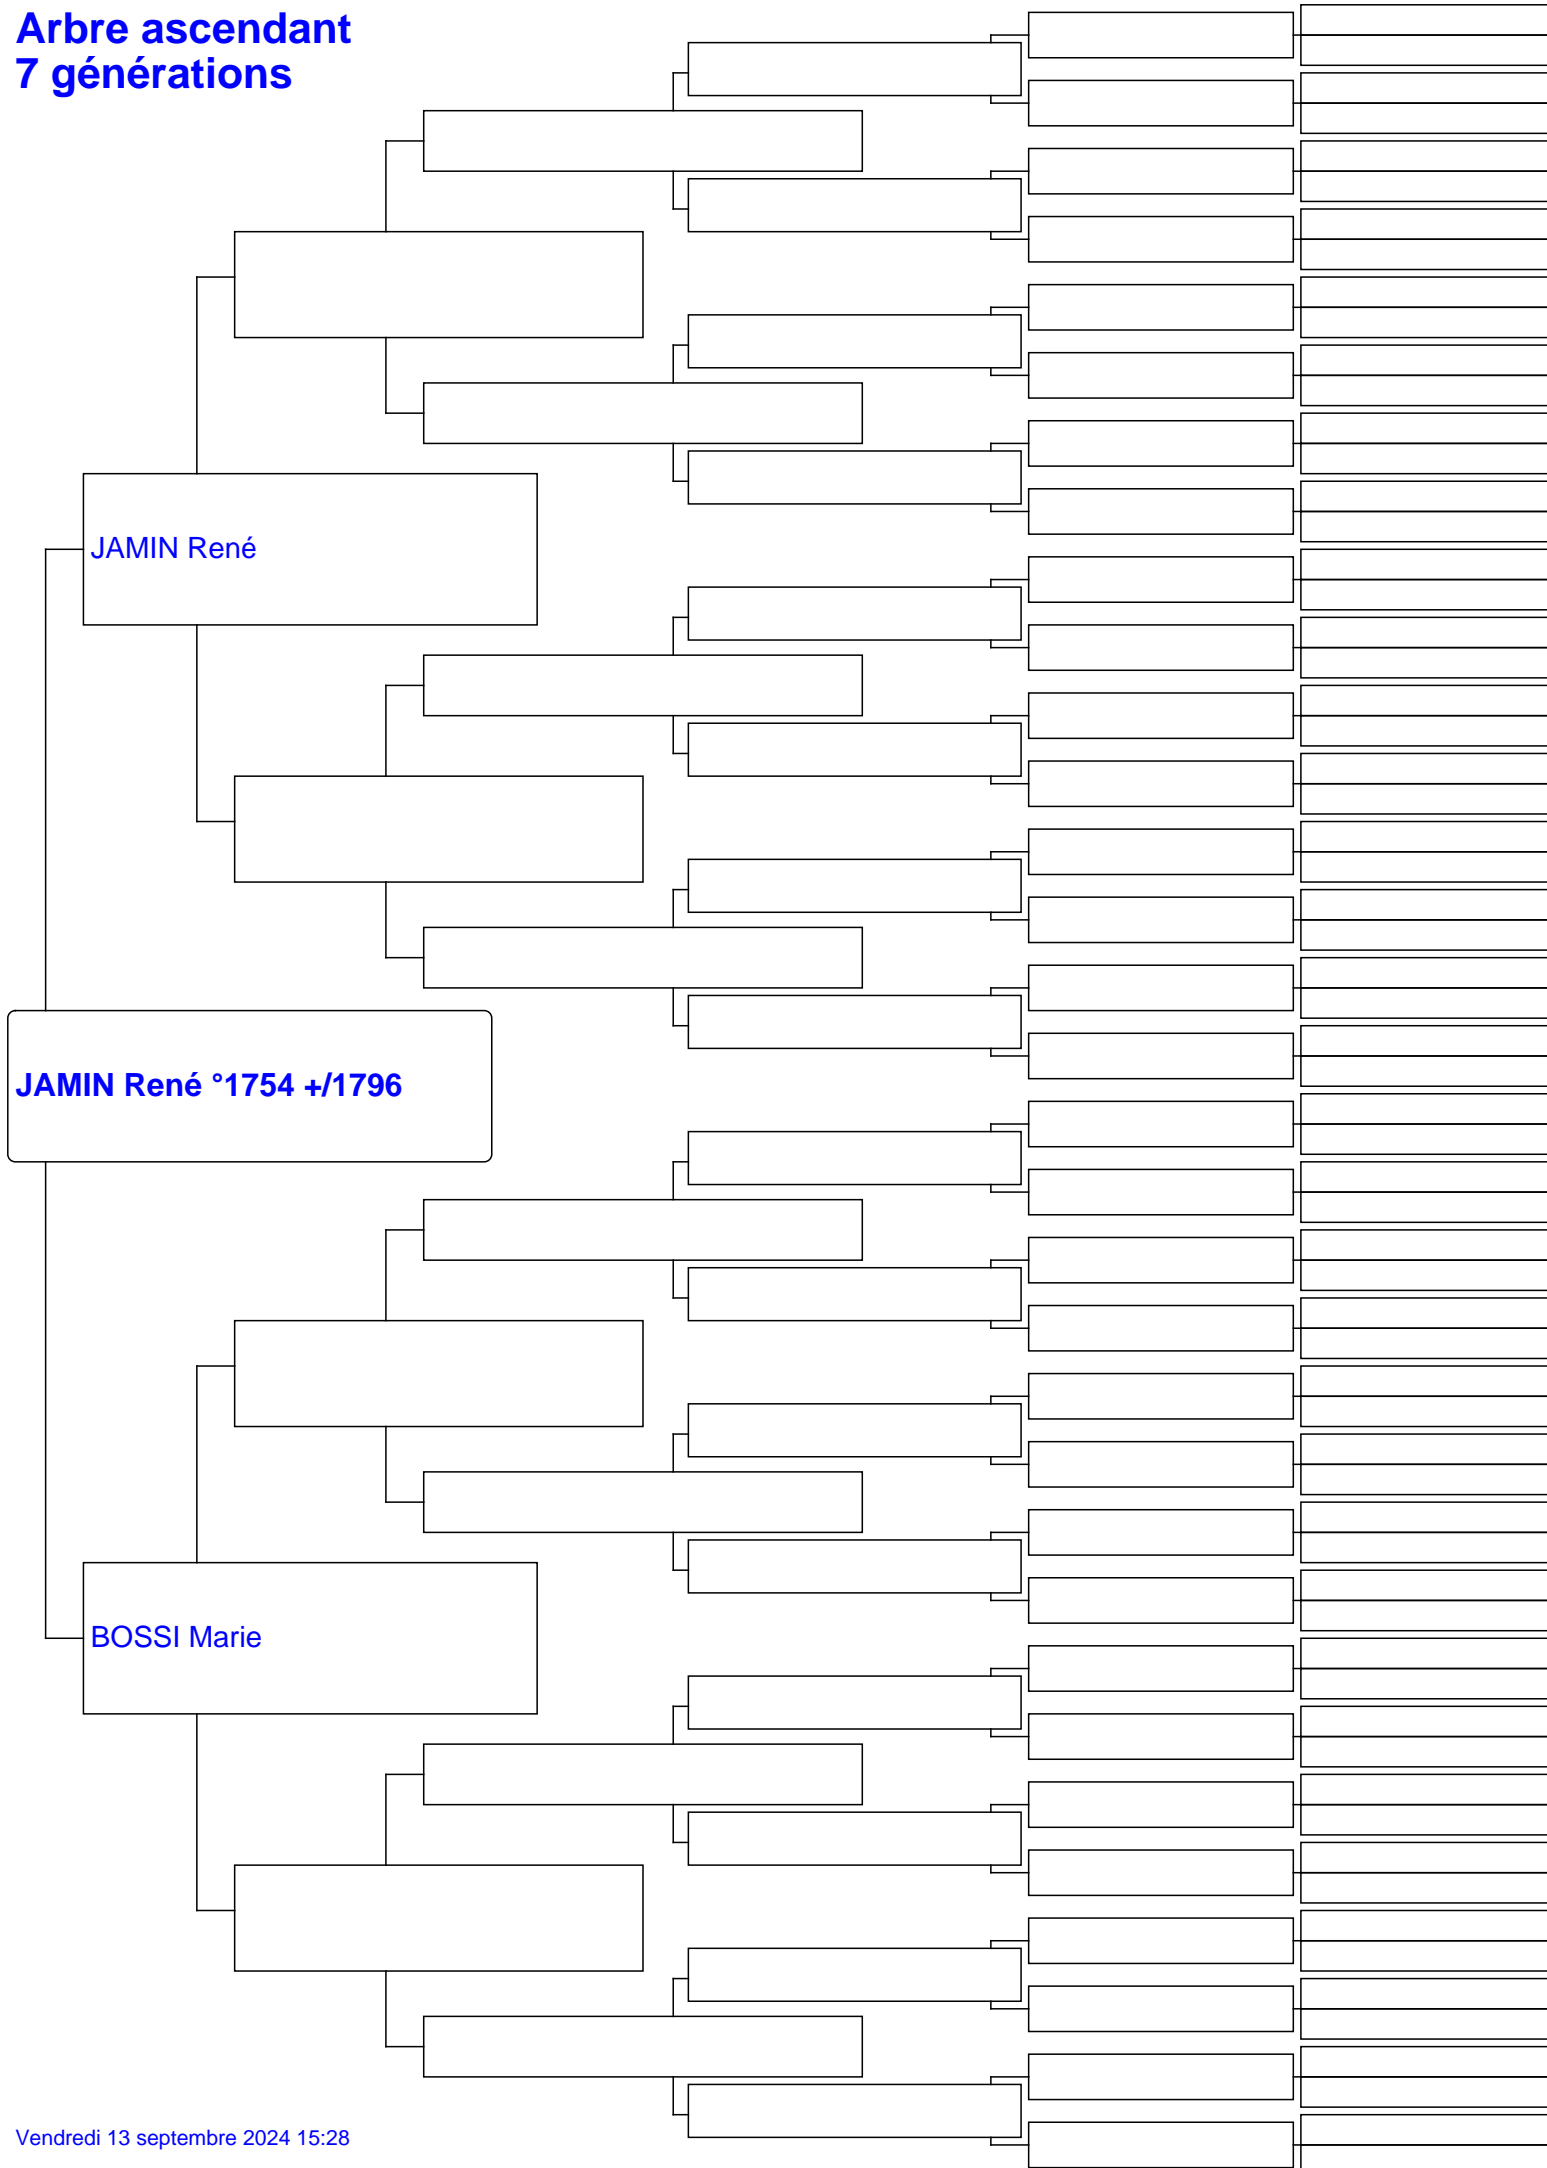 Arbre ascendant
7 générations
JAMIN René
JAMIN René °1754 +/1796
BOSSI Marie
Vendredi 13 septembre 2024 15:28